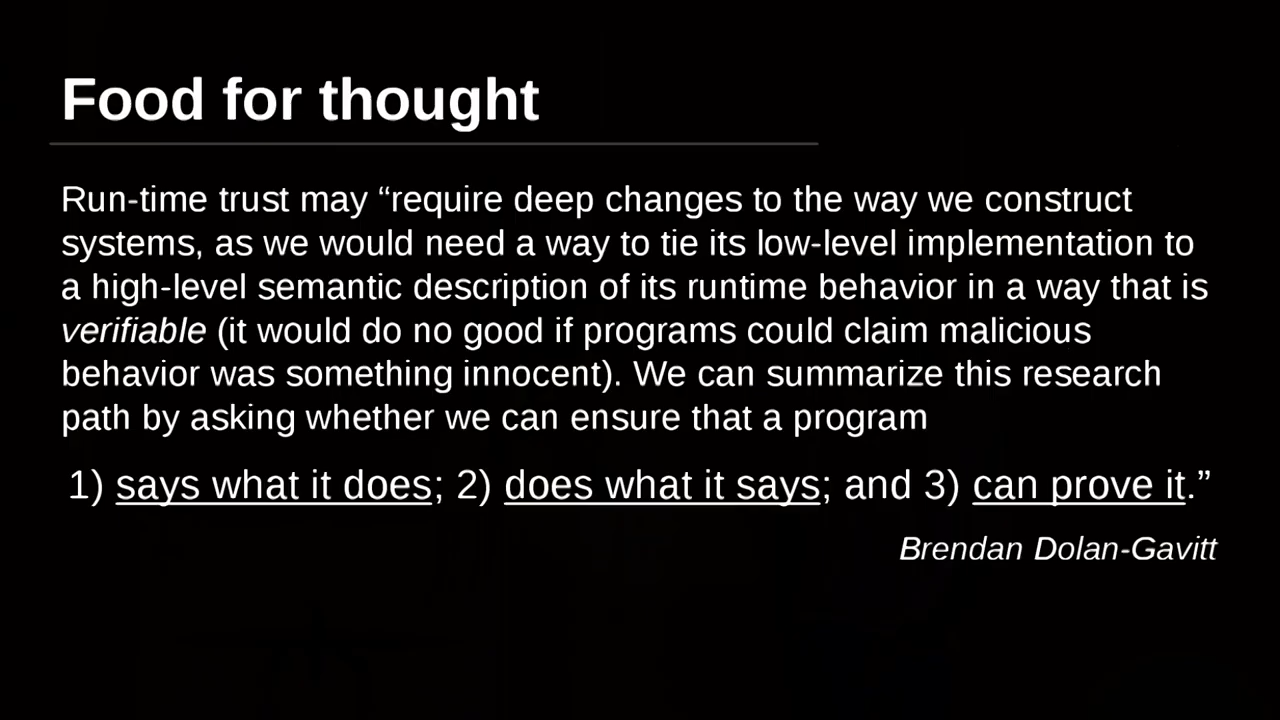 Food for thought
Run-time trust may “require deep changes to the way we construct
systems, as we would need a way to tie its low-level implementation to
a high-level semantic description of its runtime behavior in a way that is
verifiable (it would do no good if programs could claim malicious
behavior was something innocent). We can summarize this research
path by asking whether we can ensure that a program
1) says what it does; 2) does what it says; and 3) can prove it.”
Brendan Dolan-Gavitt